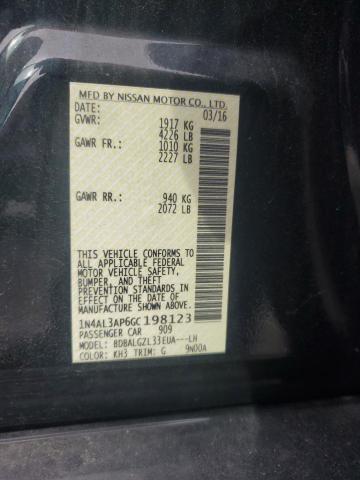 MFD BY NISSAN MOTOR CO., LTD.
DATE: 03/16
GVWR: 1917 KG
4226 LB
GAWR FR.: 1010 KG
2227 LB
GAWR RR.: 940 KG
2072 LB
THIS VEHICLE CONFORMS TO
ALL APPLICABLE FEDERAL
MOTOR VEHICLE SAFETY,
BUMPER, AND THEFT
PREVENTION STANDARDS IN
EFFECT ON THE DATE OF
MANUFACTURE SHOWN ABOVE.
1N4AL3AP6GC198123
PASSENGER CAR 909
MODEL: BDBALGZL33EUA---LH
COLOR: KH3 TRIM: G 9N00A